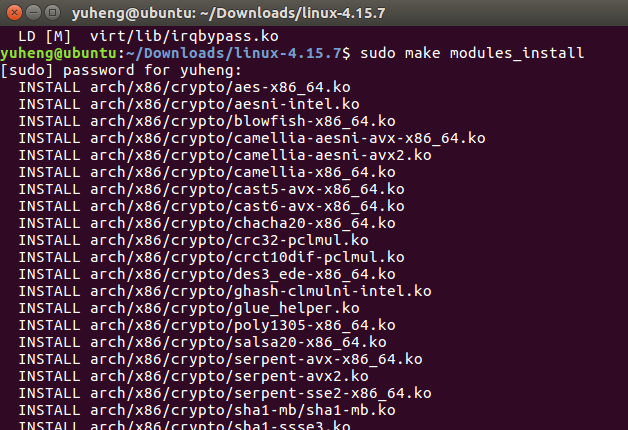 yuheng@ubuntu: ~/Downloads/linux-4.15.7
LD [M]  virt/lib/irqbypass.ko
yuheng@ubuntu:~/Downloads/linux-4.15.7$ sudo make modules_install
[sudo] password for yuheng:
INSTALL arch/x86/crypto/aes-x86_64.ko
INSTALL arch/x86/crypto/aesni-intel.ko
INSTALL arch/x86/crypto/blowfish-x86_64.ko
INSTALL arch/x86/crypto/camellia-aesni-avx-x86_64.ko
INSTALL arch/x86/crypto/camellia-aesni-avx2.ko
INSTALL arch/x86/crypto/camellia-x86_64.ko
INSTALL arch/x86/crypto/cast5-avx-x86_64.ko
INSTALL arch/x86/crypto/cast6-avx-x86_64.ko
INSTALL arch/x86/crypto/chacha20-x86_64.ko
INSTALL arch/x86/crypto/crc32-pclmul.ko
INSTALL arch/x86/crypto/crct10dif-pclmul.ko
INSTALL arch/x86/crypto/des3_ede-x86_64.ko
INSTALL arch/x86/crypto/ghash-clmulni-intel.ko
INSTALL arch/x86/crypto/glue_helper.ko
INSTALL arch/x86/crypto/poly1305-x86_64.ko
INSTALL arch/x86/crypto/salsa20-x86_64.ko
INSTALL arch/x86/crypto/serpent-avx-x86_64.ko
INSTALL arch/x86/crypto/serpent-avx2.ko
INSTALL arch/x86/crypto/serpent-sse2-x86_64.ko
INSTALL arch/x86/crypto/sha1-mb/sha1-mb.ko
INSTALL arch/x86/crypto/sha1-ssse3.ko